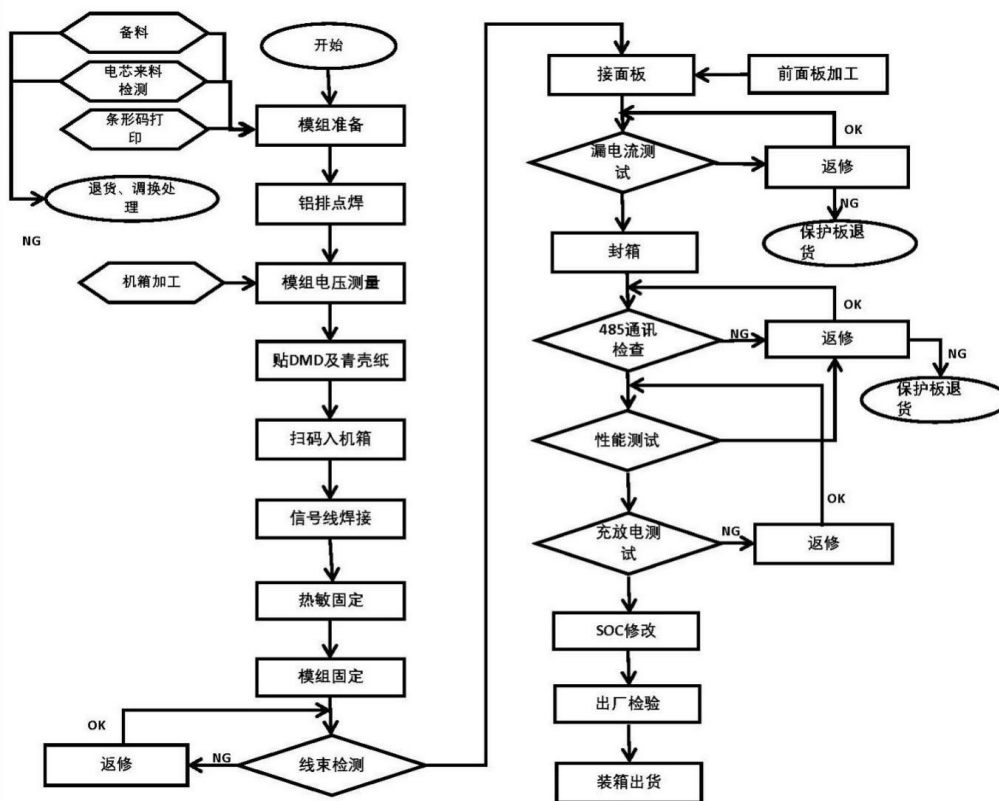 备料
开始
电芯来料
检测
条形码打
印
模组准备
退货、调换处
理
NG
铝排点焊
机箱加工
模组电压测量
贴DMD及青壳纸
扫码入机箱
信号线焊接
热敏固定
模组固定
OK
返修
NG
线束检测
接面板
前面板加工
OK
漏电流测
试
返修
NG
保护板退
货
封箱
OK
485通讯
检查
NG
返修
NG
保护板退
货
性能测试
OK
充放电测
试
NG
返修
SOC修改
出厂检验
装箱出货